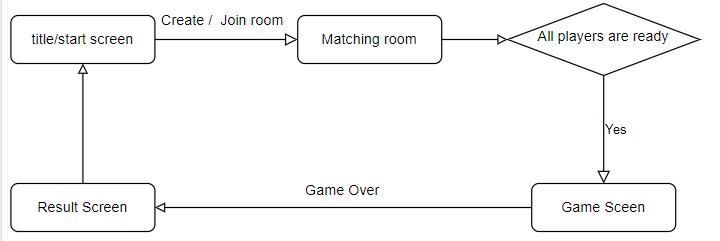 Create /  Join room
title/start screen
Matching room
All players are ready
Yes
Game Over
Result Screen
Game Sceen